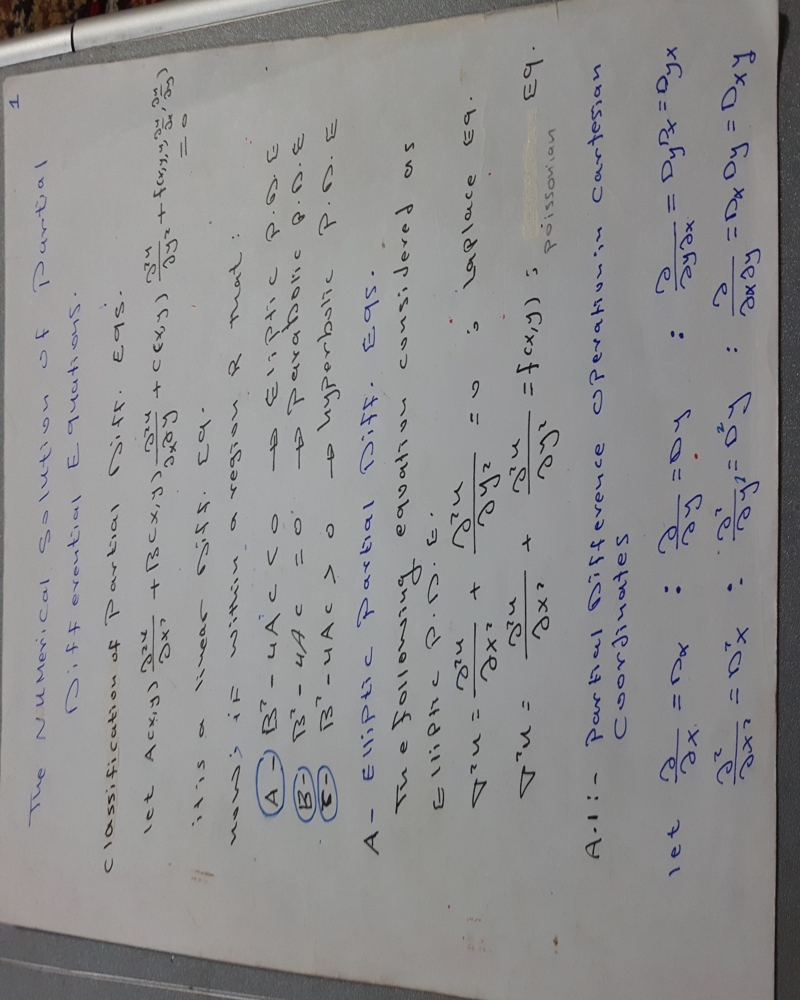 1
The Numerical Solution of Partial
Differential Equations.
Classification of Partial Diff. Eqs.
let A(x,y) ∂²u/∂x² + B(x,y) ∂²u/∂x∂y + C(x,y) ∂²u/∂y² + f(x,y,u,∂u/∂x,∂u/∂y)
= 0
it is a linear Diff. Eq.
now; if within a region R that:
A- B² - 4AC < 0 → Elliptic P.D.E
B- B² - 4AC = 0 → Parabolic P.D.E
C- B² - 4AC > 0 → hyperbolic P.D.E
A - Elliptic Partial Diff. Eqs.
The following equation considered as
Elliptic P.D.E.
∇²u = ∂²u/∂x² + ∂²u/∂y² = 0 ; Laplace Eq.
∇²u = ∂²u/∂x² + ∂²u/∂y² = f(x,y) ; poissonian Eq.
A.1:- Partial Difference Operation in Cartesian
Coordinates
let ∂/∂x = Dx : ∂/∂y = Dy : ∂/∂y∂x = DyDx = Dyx
∂²/∂x² = D²x : ∂²/∂y² = D²y : ∂/∂x∂y = Dx Dy = Dxy